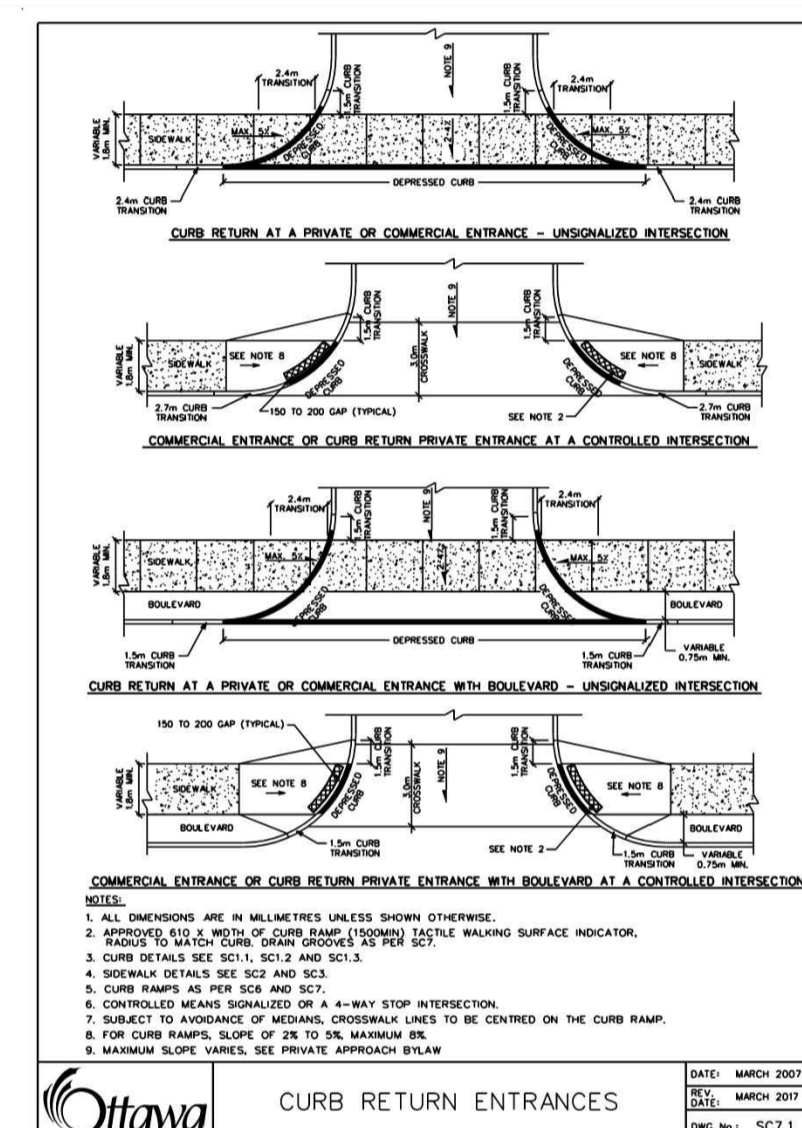 2.4m
TRANSITION
1.5m CURB
TRANSITION
NOTE 9
1.5m CURB
TRANSITION
2.4m
TRANSITION
VARIABLE
1.8m MIN.
SIDEWALK
MAX. 5%
DEPRESSED
CURB
2-4%
DEPRESSED
CURB
MAX. 5%
DEPRESSED CURB
2.4m CURB
TRANSITION
2.4m CURB
TRANSITION
CURB RETURN AT A PRIVATE OR COMMERCIAL ENTRANCE - UNSIGNALIZED INTERSECTION
1.5m CURB
TRANSITION
NOTE 9
1.5m CURB
TRANSITION
VARIABLE
1.8m MIN.
SIDEWALK
SEE NOTE 8
DEPRESSED
CURB
3.0m
CROSSWALK
DEPRESSED
CURB
SEE NOTE 8
SIDEWALK
2.7m CURB
TRANSITION
150 TO 200 GAP (TYPICAL)
SEE NOTE 2
2.7m CURB
TRANSITION
COMMERCIAL ENTRANCE OR CURB RETURN PRIVATE ENTRANCE AT A CONTROLLED INTERSECTION
2.4m
TRANSITION
1.5m CURB
TRANSITION
NOTE 9
1.5m CURB
TRANSITION
2.4m
TRANSITION
VARIABLE
1.8m MIN.
SIDEWALK
MAX. 5%
2-4%
MAX. 5%
BOULEVARD
DEPRESSED
CURB
DEPRESSED
CURB
BOULEVARD
DEPRESSED CURB
1.5m CURB
TRANSITION
1.5m CURB
TRANSITION
VARIABLE
0.75m MIN.
CURB RETURN AT A PRIVATE OR COMMERCIAL ENTRANCE WITH BOULEVARD - UNSIGNALIZED INTERSECTION
150 TO 200 GAP (TYPICAL)
1.5m CURB
TRANSITION
NOTE 9
1.5m CURB
TRANSITION
VARIABLE
1.8m MIN.
SIDEWALK
SEE NOTE 8
DEPRESSED
CURB
3.0m
CROSSWALK
DEPRESSED
CURB
SEE NOTE 8
BOULEVARD
BOULEVARD
1.5m CURB
TRANSITION
SEE NOTE 2
1.5m CURB
TRANSITION
VARIABLE
0.75m MIN.
COMMERCIAL ENTRANCE OR CURB RETURN PRIVATE ENTRANCE WITH BOULEVARD AT A CONTROLLED INTERSECTION
NOTES:
1. ALL DIMENSIONS ARE IN MILLIMETRES UNLESS SHOWN OTHERWISE.
2. APPROVED 610 X WIDTH OF CURB RAMP (1500MIN) TACTILE WALKING SURFACE INDICATOR,
RADIUS TO MATCH CURB. DRAIN GROOVES AS PER SC7.
3. CURB DETAILS SEE SC1.1, SC1.2 AND SC1.3.
4. SIDEWALK DETAILS SEE SC2 AND SC3.
5. CURB RAMPS AS PER SC6 AND SC7.
6. CONTROLLED MEANS SIGNALIZED OR A 4-WAY STOP INTERSECTION.
7. SUBJECT TO AVOIDANCE OF MEDIANS, CROSSWALK LINES TO BE CENTRED ON THE CURB RAMP.
8. FOR CURB RAMPS, SLOPE OF 2% TO 5%, MAXIMUM 8%.
9. MAXIMUM SLOPE VARIES, SEE PRIVATE APPROACH BYLAW
Ottawa
CURB RETURN ENTRANCES
DATE: MARCH 2007
REV.
DATE: MARCH 2017
DWG. No.: SC7.1